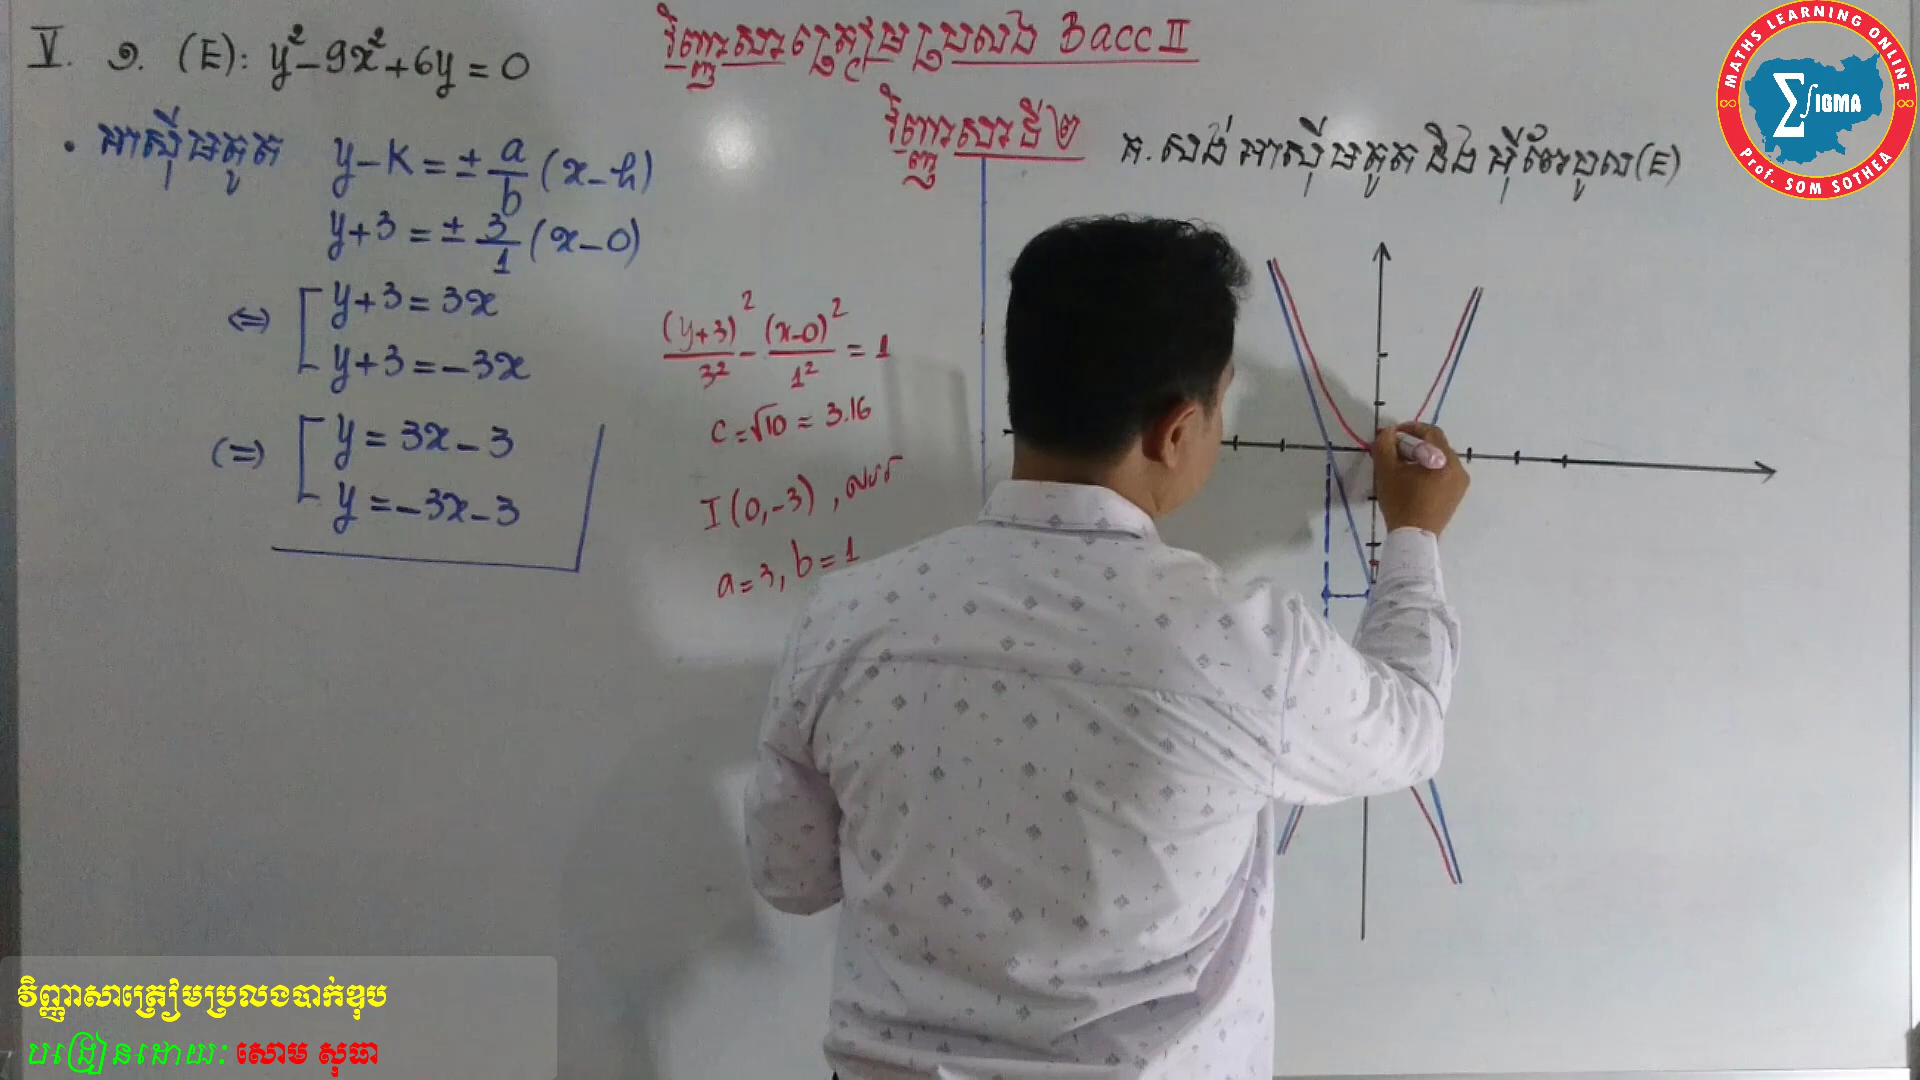 វិញ្ញាសាត្រៀមប្រលង Bacc II
វិញ្ញាសាទី២
V. ១. (E): y² - 9x² + 6y = 0
• អាស៊ីមតូត y - k = ± a/b (x - h)
y + 3 = ± 3/1 (x - 0)
⇔ [ y + 3 = 3x
y + 3 = -3x
(=) [ y = 3x - 3
y = -3x - 3
(y+3)²/3² - (x-0)²/1² = 1
c = √10 = 3.16
I (0, -3) , ឈរ
a = 3, b = 1
គ. សង់អាស៊ីមតូត និងអ៊ីពែបូល (E)
MATHS LEARNING ONLINE
∑∫IGMA
Prof. SOM SOTHEA
វិញ្ញាសាត្រៀមប្រលងបាក់ឌុប
បង្រៀនដោយ: សោម សុធា